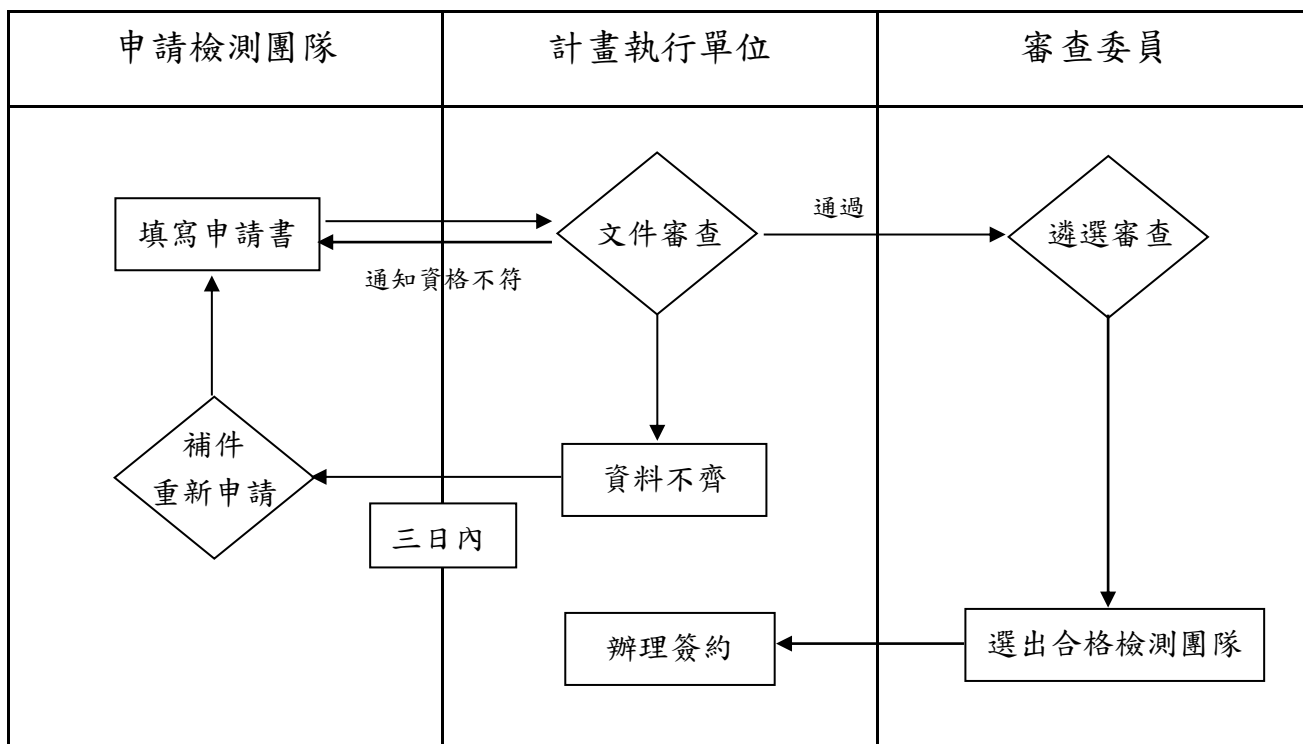 申請檢測團隊
計畫執行單位
審查委員
填寫申請書
通知資格不符
文件審查
通過
遴選審查
補件
重新申請
資料不齊
三日內
辦理簽約
選出合格檢測團隊